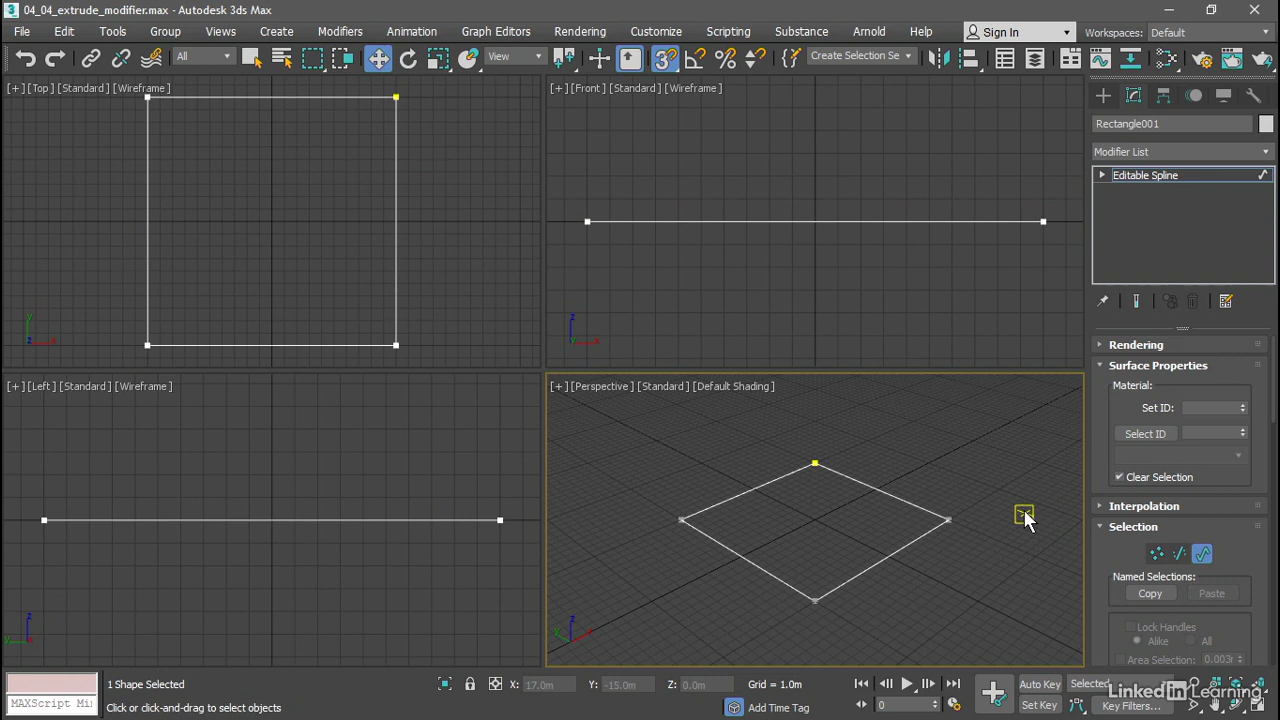 04_04_extrude_modifier.max - Autodesk 3ds Max
File Edit Tools Group Views Create Modifiers Animation Graph Editors Rendering Customize Scripting Substance Arnold Help Sign In Workspaces: Default
All View Create Selection Se
[+] [Top] [Standard] [Wireframe] [+] [Front] [Standard] [Wireframe]
Rectangle001
Modifier List
Editable Spline
y
z
x
z
x
Rendering
Surface Properties
Material:
[+] [Left] [Standard] [Wireframe] [+] [Perspective] [Standard] [Default Shading]
Set ID:
Select ID
Clear Selection
Interpolation
Selection
Named Selections:
Copy Paste
Lock Handles
Alike All
Area Selection: 0.003m
z
y
z
x
y
1 Shape Selected X: 17.0m Y: -15.0m Z: 0.0m Grid = 1.0m Auto Key Selected
MAXScript Mi Click or click-and-drag to select objects Add Time Tag 0 Set Key Key Filters...
LinkedIn Learning